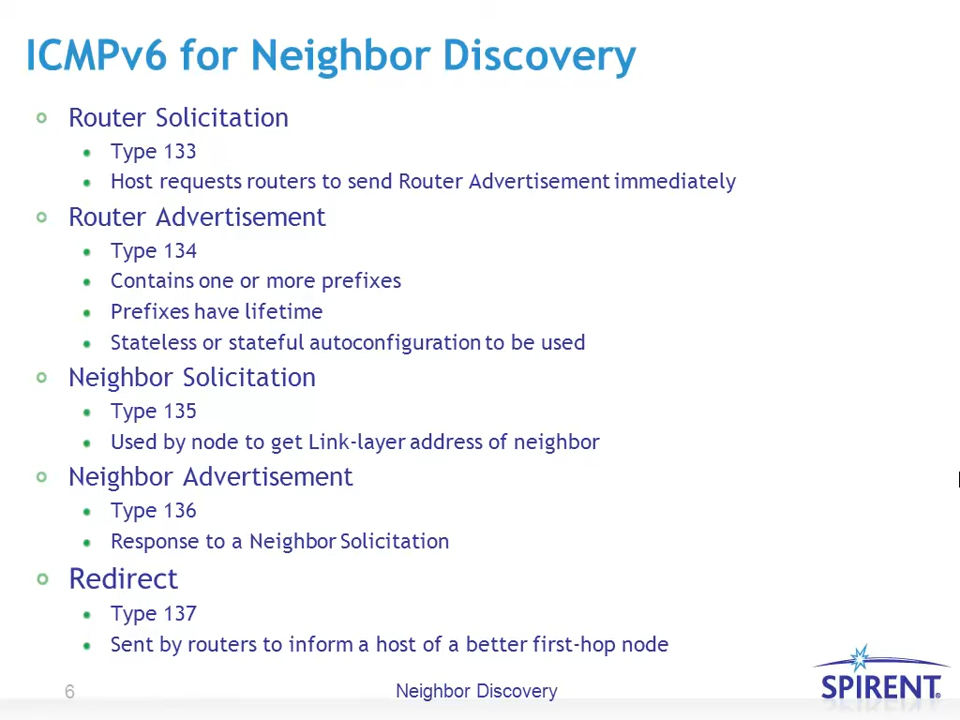 ICMPv6 for Neighbor Discovery
Router Solicitation
Type 133
Host requests routers to send Router Advertisement immediately
Router Advertisement
Type 134
Contains one or more prefixes
Prefixes have lifetime
Stateless or stateful autoconfiguration to be used
Neighbor Solicitation
Type 135
Used by node to get Link-layer address of neighbor
Neighbor Advertisement
Type 136
Response to a Neighbor Solicitation
Redirect
Type 137
Sent by routers to inform a host of a better first-hop node
6
Neighbor Discovery
SPIRENT®